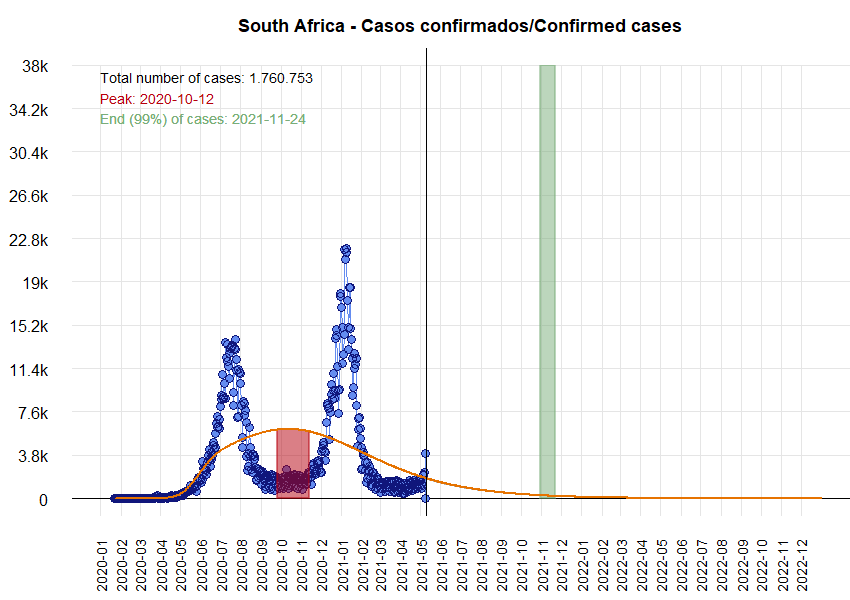 South Africa - Casos confirmados/Confirmed cases
38k
34.2k
30.4k
26.6k
22.8k
19k
15.2k
11.4k
7.6k
3.8k
0
Total number of cases: 1.760.753
Peak: 2020-10-12
End (99%) of cases: 2021-11-24
2020-01
2020-02
2020-03
2020-04
2020-05
2020-06
2020-07
2020-08
2020-09
2020-10
2020-11
2020-12
2021-01
2021-02
2021-03
2021-04
2021-05
2021-06
2021-07
2021-08
2021-09
2021-10
2021-11
2021-12
2022-01
2022-02
2022-03
2022-04
2022-05
2022-06
2022-07
2022-08
2022-09
2022-10
2022-11
2022-12